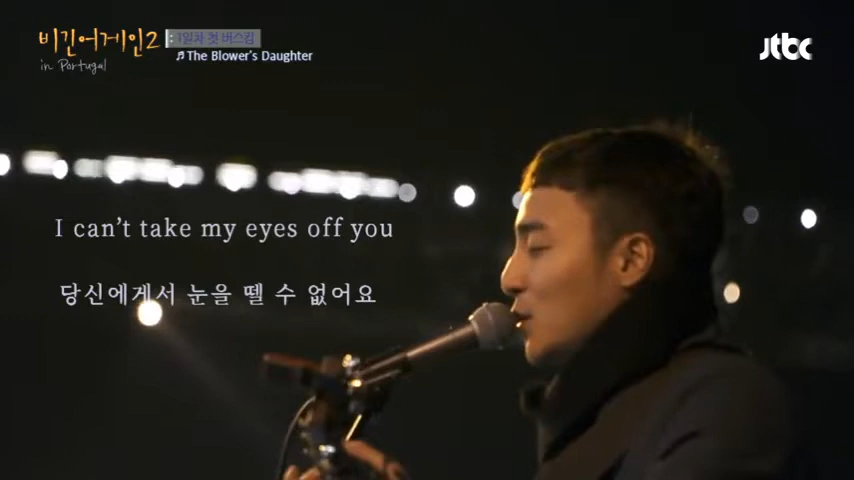 비긴어게인2
in Portugal
: 1일차 첫 버스킹
♬The Blower's Daughter
jtbc
I can't take my eyes off you
당신에게서 눈을 뗄 수 없어요